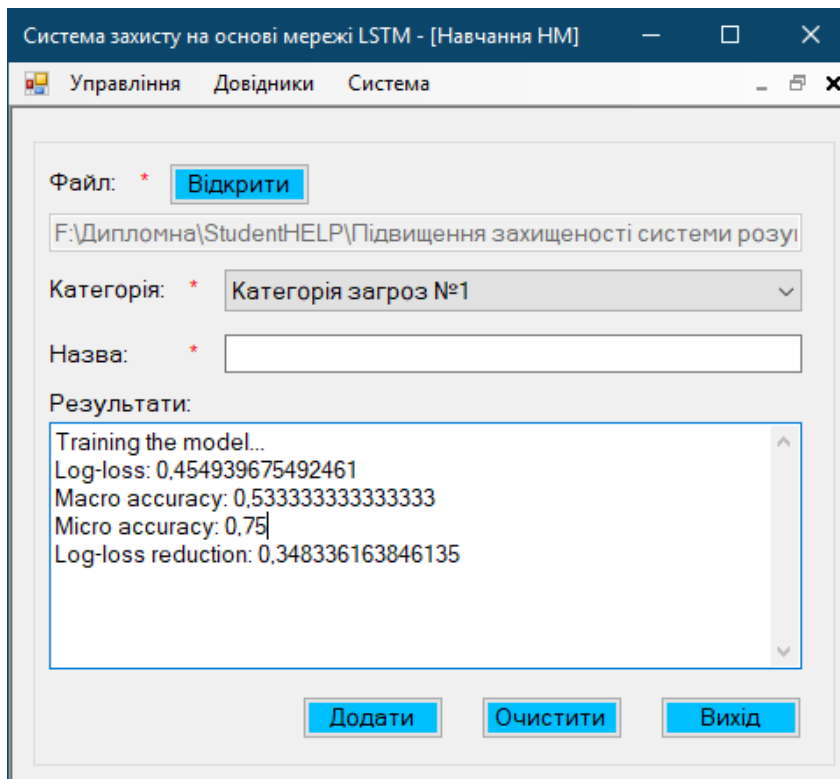 Система захисту на основі мережі LSTM - [Навчання НМ]
Управління Довідники Система
Файл: * Відкрити
F:\Дипломна\StudentHELP\Підвищення захищеності системи розу
Категорія: * Категорія загроз №1
Назва: *
Результати:
Training the model...
Log-loss: 0,454939675492461
Macro accuracy: 0,533333333333333
Micro accuracy: 0,75
Log-loss reduction: 0,348336163846135
Додати Очистити Вихід